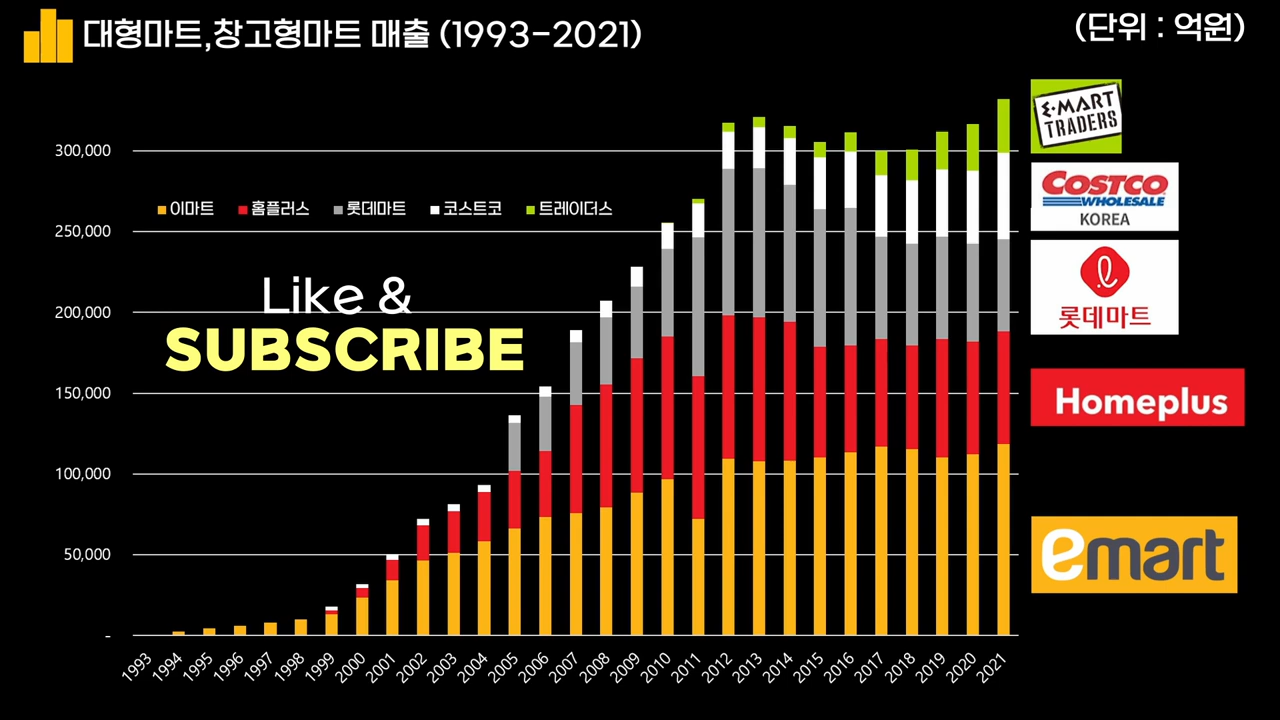 대형마트,창고형마트 매출 (1993-2021)
(단위 : 억원)
E·MART
TRADERS
COSTCO
WHOLESALE
KOREA
롯데마트
Homeplus
emart
이마트 홈플러스 롯데마트 코스트코 트레이더스
Like &
SUBSCRIBE
300,000
250,000
200,000
150,000
100,000
50,000
-
1993 1994 1995 1996 1997 1998 1999 2000 2001 2002 2003 2004 2005 2006 2007 2008 2009 2010 2011 2012 2013 2014 2015 2016 2017 2018 2019 2020 2021